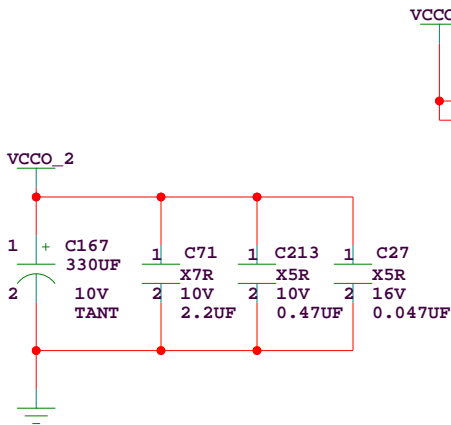 VCCO
VCCO_2
1 + C167 1 C71 1 C213 1 C27
330UF X7R X5R X5R
2 10V 2 10V 2 10V 2 16V
TANT 2.2UF 0.47UF 0.047UF